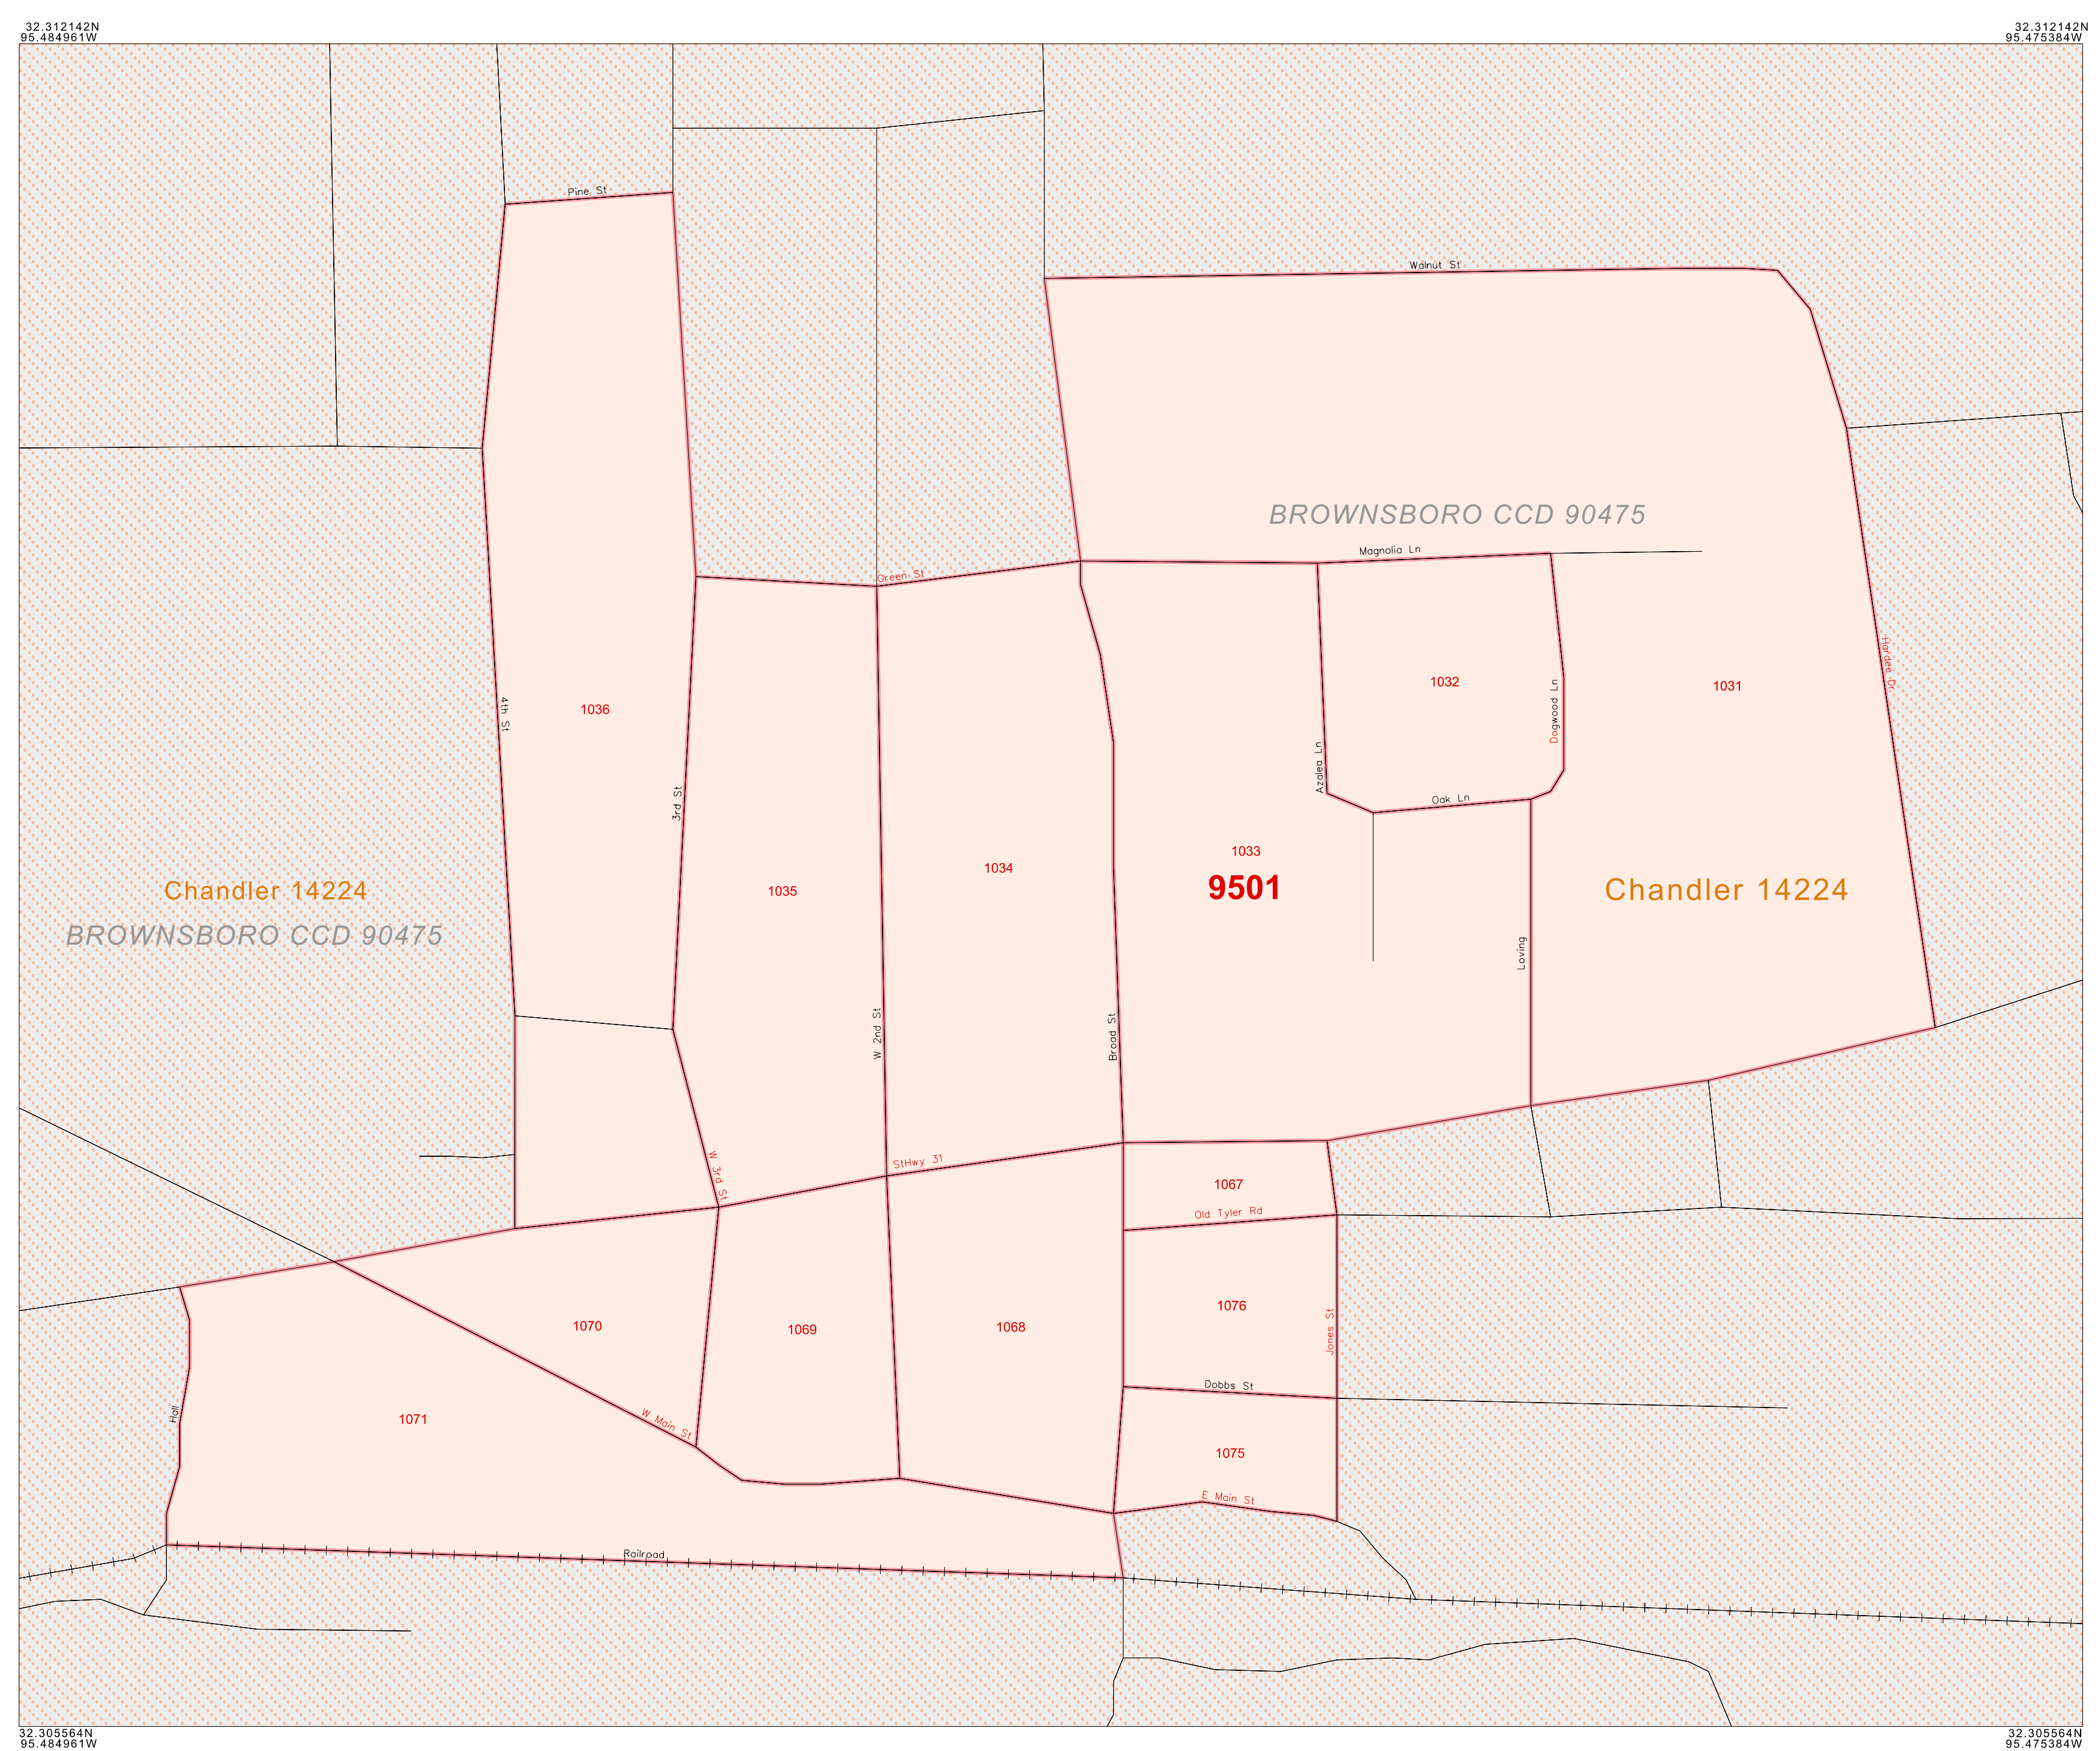 32.312142N
95.484961W
32.312142N
95.475384W
Pine St
Walnut St
BROWNSBORO CCD 90475
Magnolia Ln
Green St
Hardee Dr
1032
1031
Dogwood Ln
4th St
1036
Azalea Ln
3rd St
Oak Ln
1033
9501
1034
1035
Chandler 14224
Chandler 14224
BROWNSBORO CCD 90475
Loving
W 2nd St
Broad St
StHwy 31
W 3rd St
1067
Old Tyler Rd
1076
1070
1069
1068
Jones St
Dobbs St
Hall
1071
W Main St
1075
E Main St
Railroad
32.305564N
95.484961W
32.305564N
95.475384W